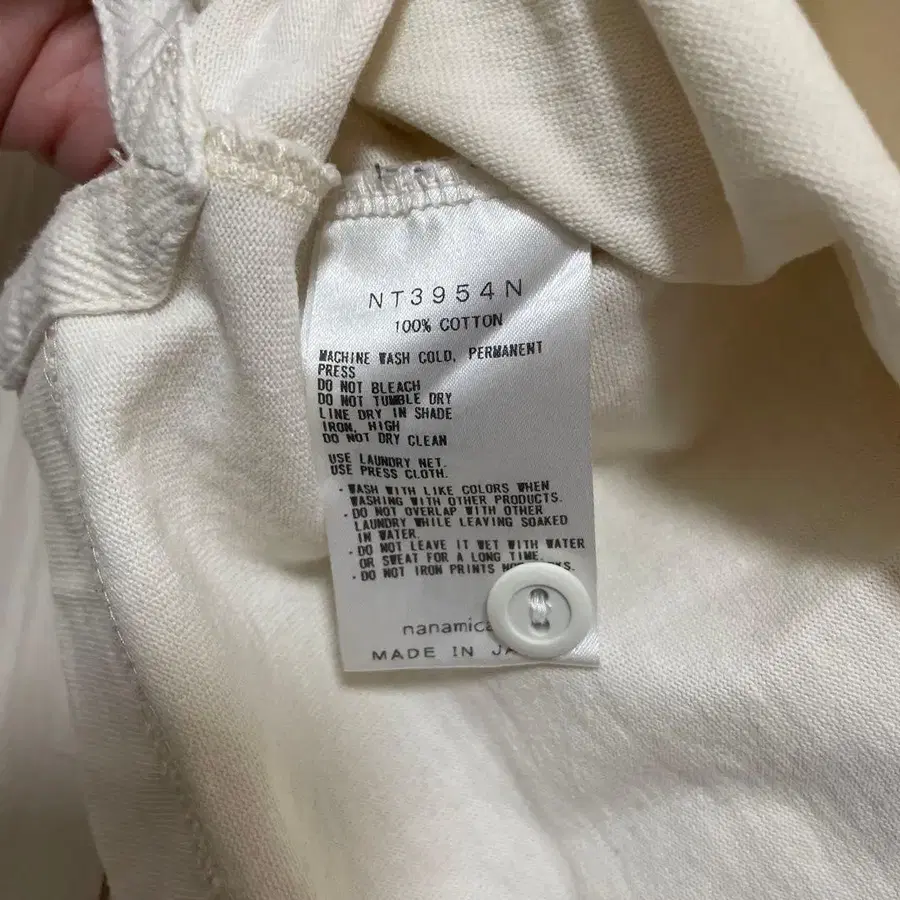 NT3954N
100% COTTON
MACHINE WASH COLD, PERMANENT
PRESS
DO NOT BLEACH
DO NOT TUMBLE DRY
LINE DRY IN SHADE
IRON, HIGH
DO NOT DRY CLEAN
USE LAUNDRY NET.
USE PRESS CLOTH.
- WASH WITH LIKE COLORS WHEN
WASHING WITH OTHER PRODUCTS.
- DO NOT OVERLAP WITH OTHER
LAUNDRY WHILE LEAVING SOAKED
IN WATER.
- DO NOT LEAVE IT WET WITH WATER
OR SWEAT FOR A LONG TIME.
- DO NOT IRON PRINTS
MADE IN